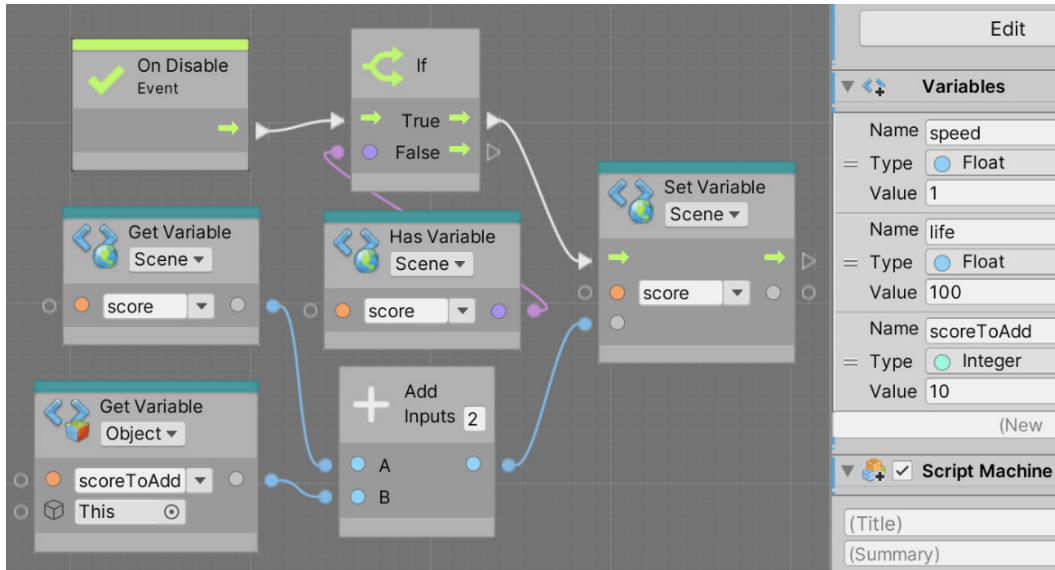 On Disable
Event
If
True
False
Get Variable
Scene
score
Has Variable
Scene
score
Set Variable
Scene
score
Get Variable
Object
scoreToAdd
This
Add
Inputs 2
A
B
Edit
Variables
Name speed
= Type Float
Value 1
Name life
= Type Float
Value 100
Name scoreToAdd
= Type Integer
Value 10
(New
Script Machine
(Title)
(Summary)